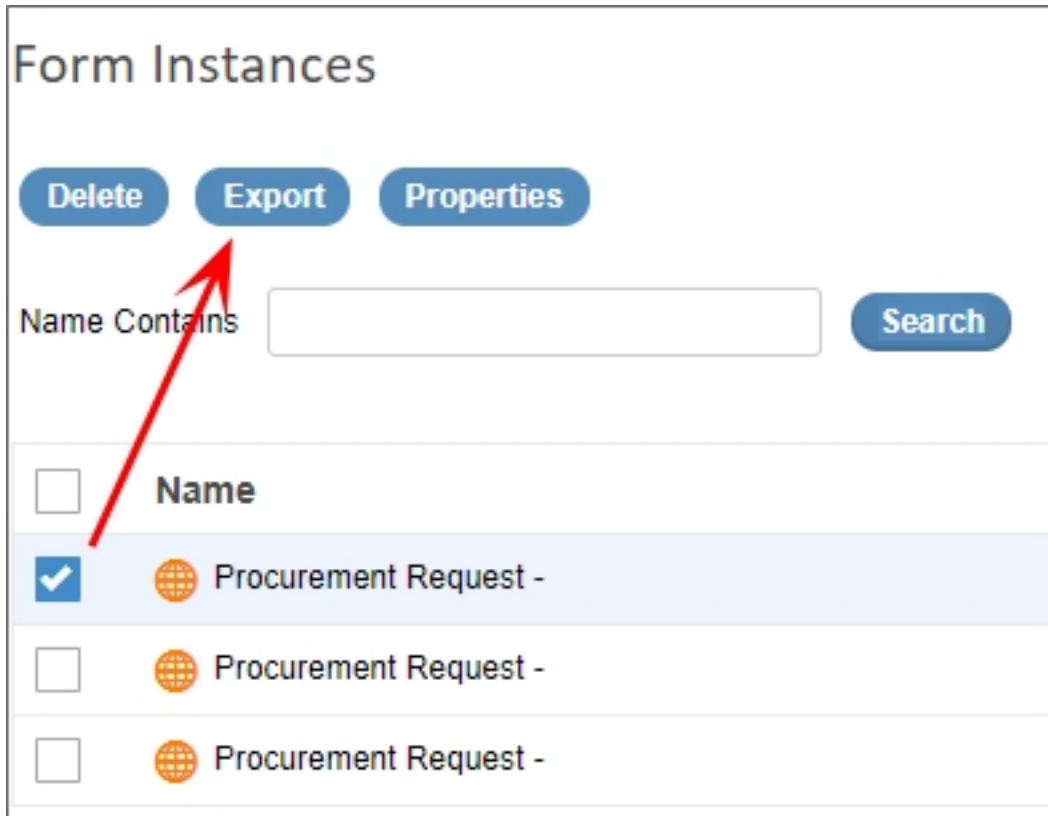 Form Instances
Delete Export Properties
Name Contains Search
Name
Procurement Request -
Procurement Request -
Procurement Request -